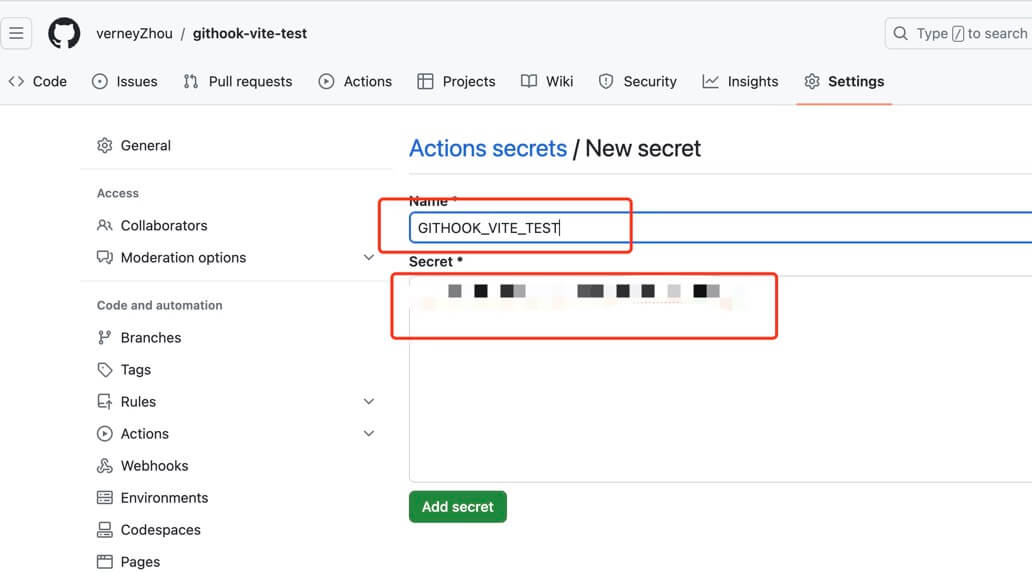 verneyZhou / githook-vite-test
Type / to search
Code Issues Pull requests Actions Projects Wiki Security Insights Settings
General
Access
Collaborators
Moderation options
Code and automation
Branches
Tags
Rules
Actions
Webhooks
Environments
Codespaces
Pages
Actions secrets / New secret
Name *
GITHOOK_VITE_TEST
Secret *
Add secret